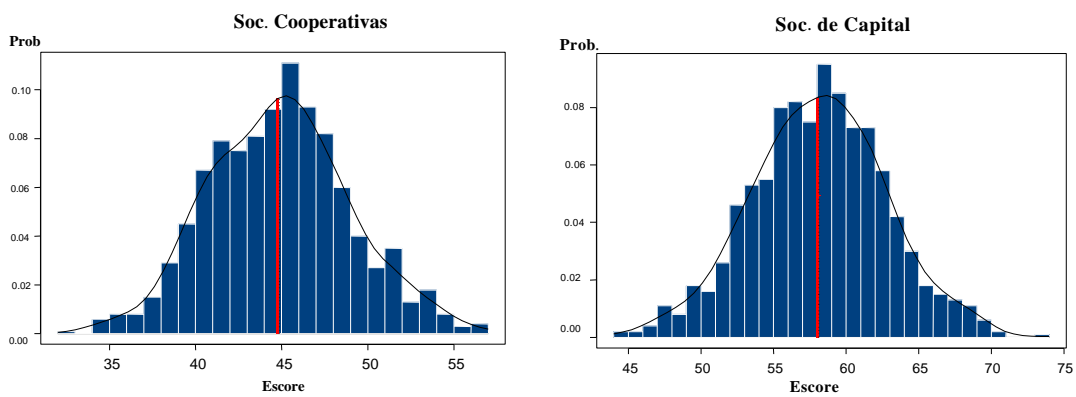 Soc. Cooperativas
Prob
0.10
0.08
0.06
0.04
0.02
0.00
35 40 45 50 55
Escore
Soc. de Capital
Prob.
0.08
0.06
0.04
0.02
0.00
45 50 55 60 65 70 75
Escore